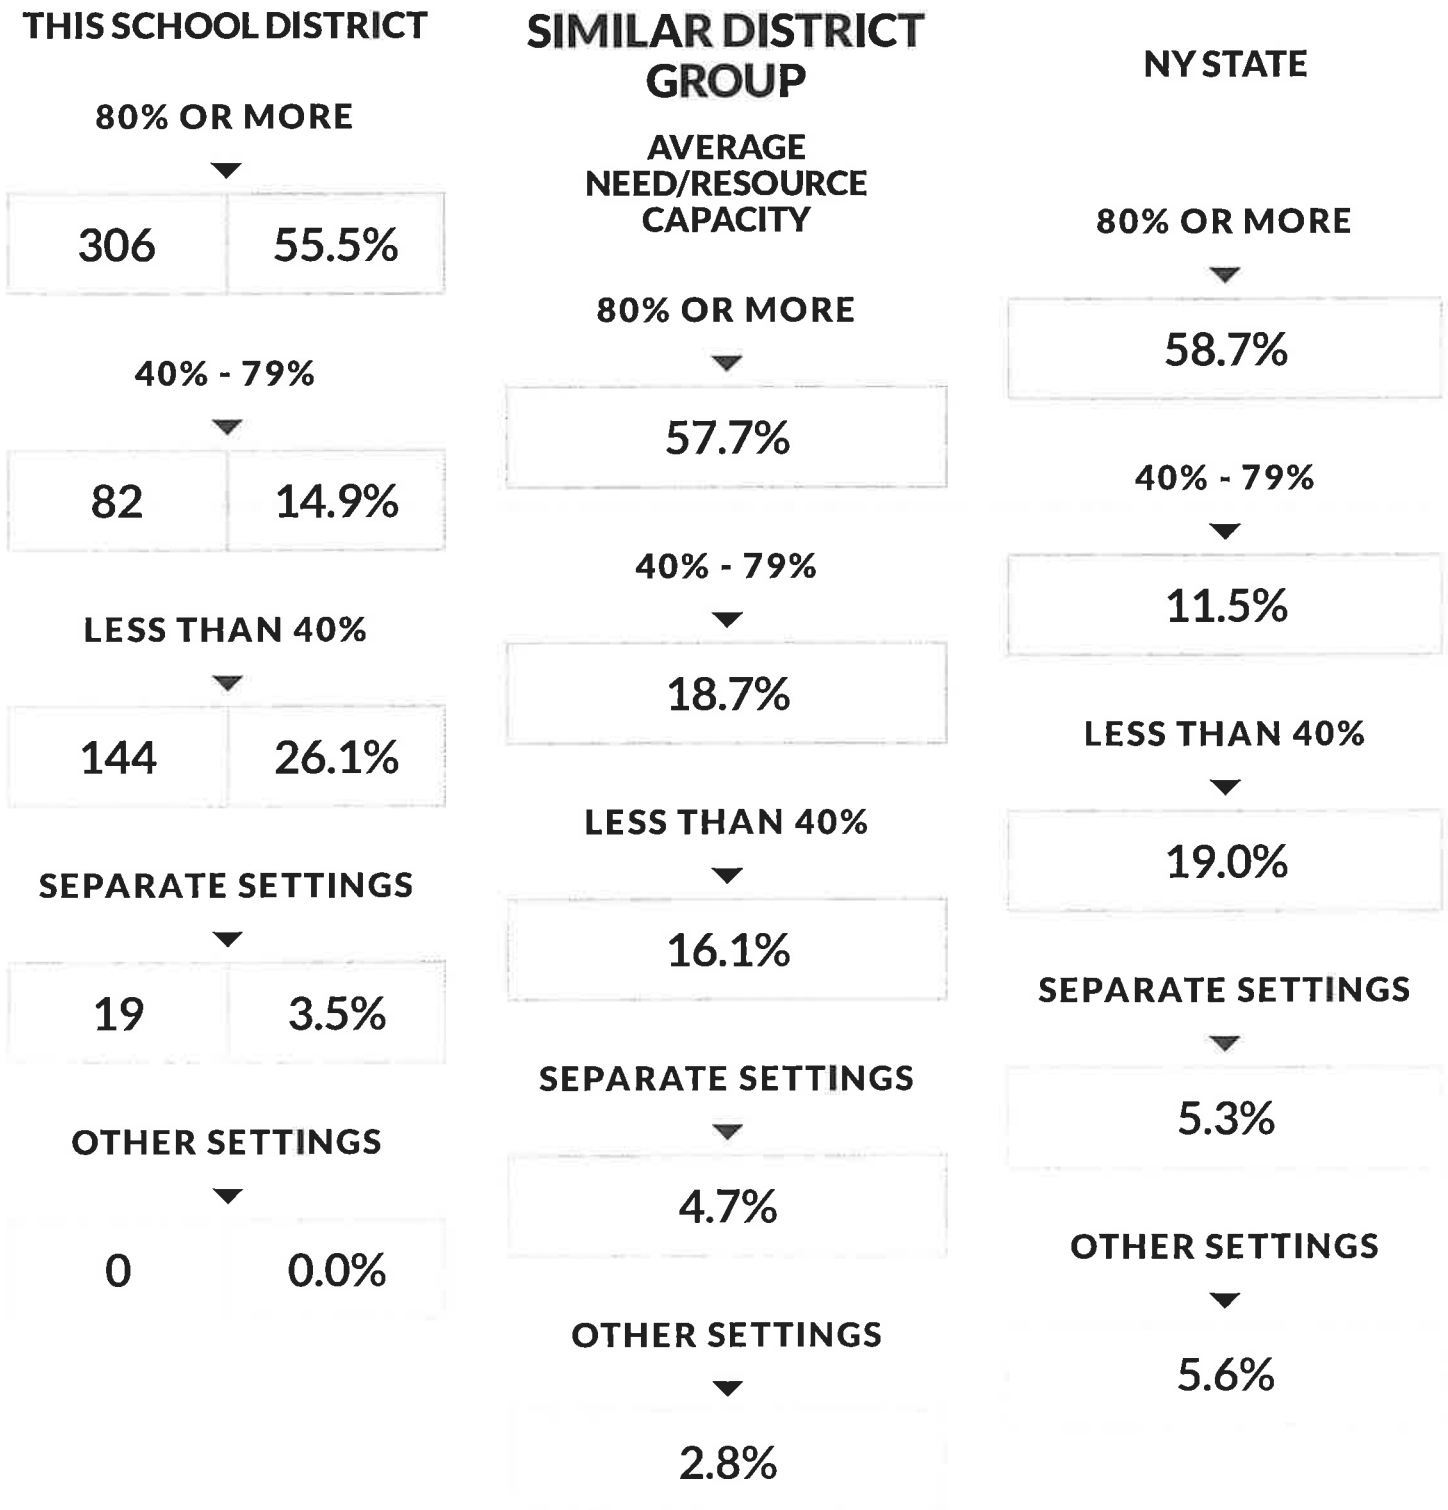 THIS SCHOOL DISTRICT
80% OR MORE
306 55.5%
40% - 79%
82 14.9%
LESS THAN 40%
144 26.1%
SEPARATE SETTINGS
19 3.5%
OTHER SETTINGS
0 0.0%
SIMILAR DISTRICT
GROUP
AVERAGE
NEED/RESOURCE
CAPACITY
80% OR MORE
57.7%
40% - 79%
18.7%
LESS THAN 40%
16.1%
SEPARATE SETTINGS
4.7%
OTHER SETTINGS
2.8%
NY STATE
80% OR MORE
58.7%
40% - 79%
11.5%
LESS THAN 40%
19.0%
SEPARATE SETTINGS
5.3%
OTHER SETTINGS
5.6%